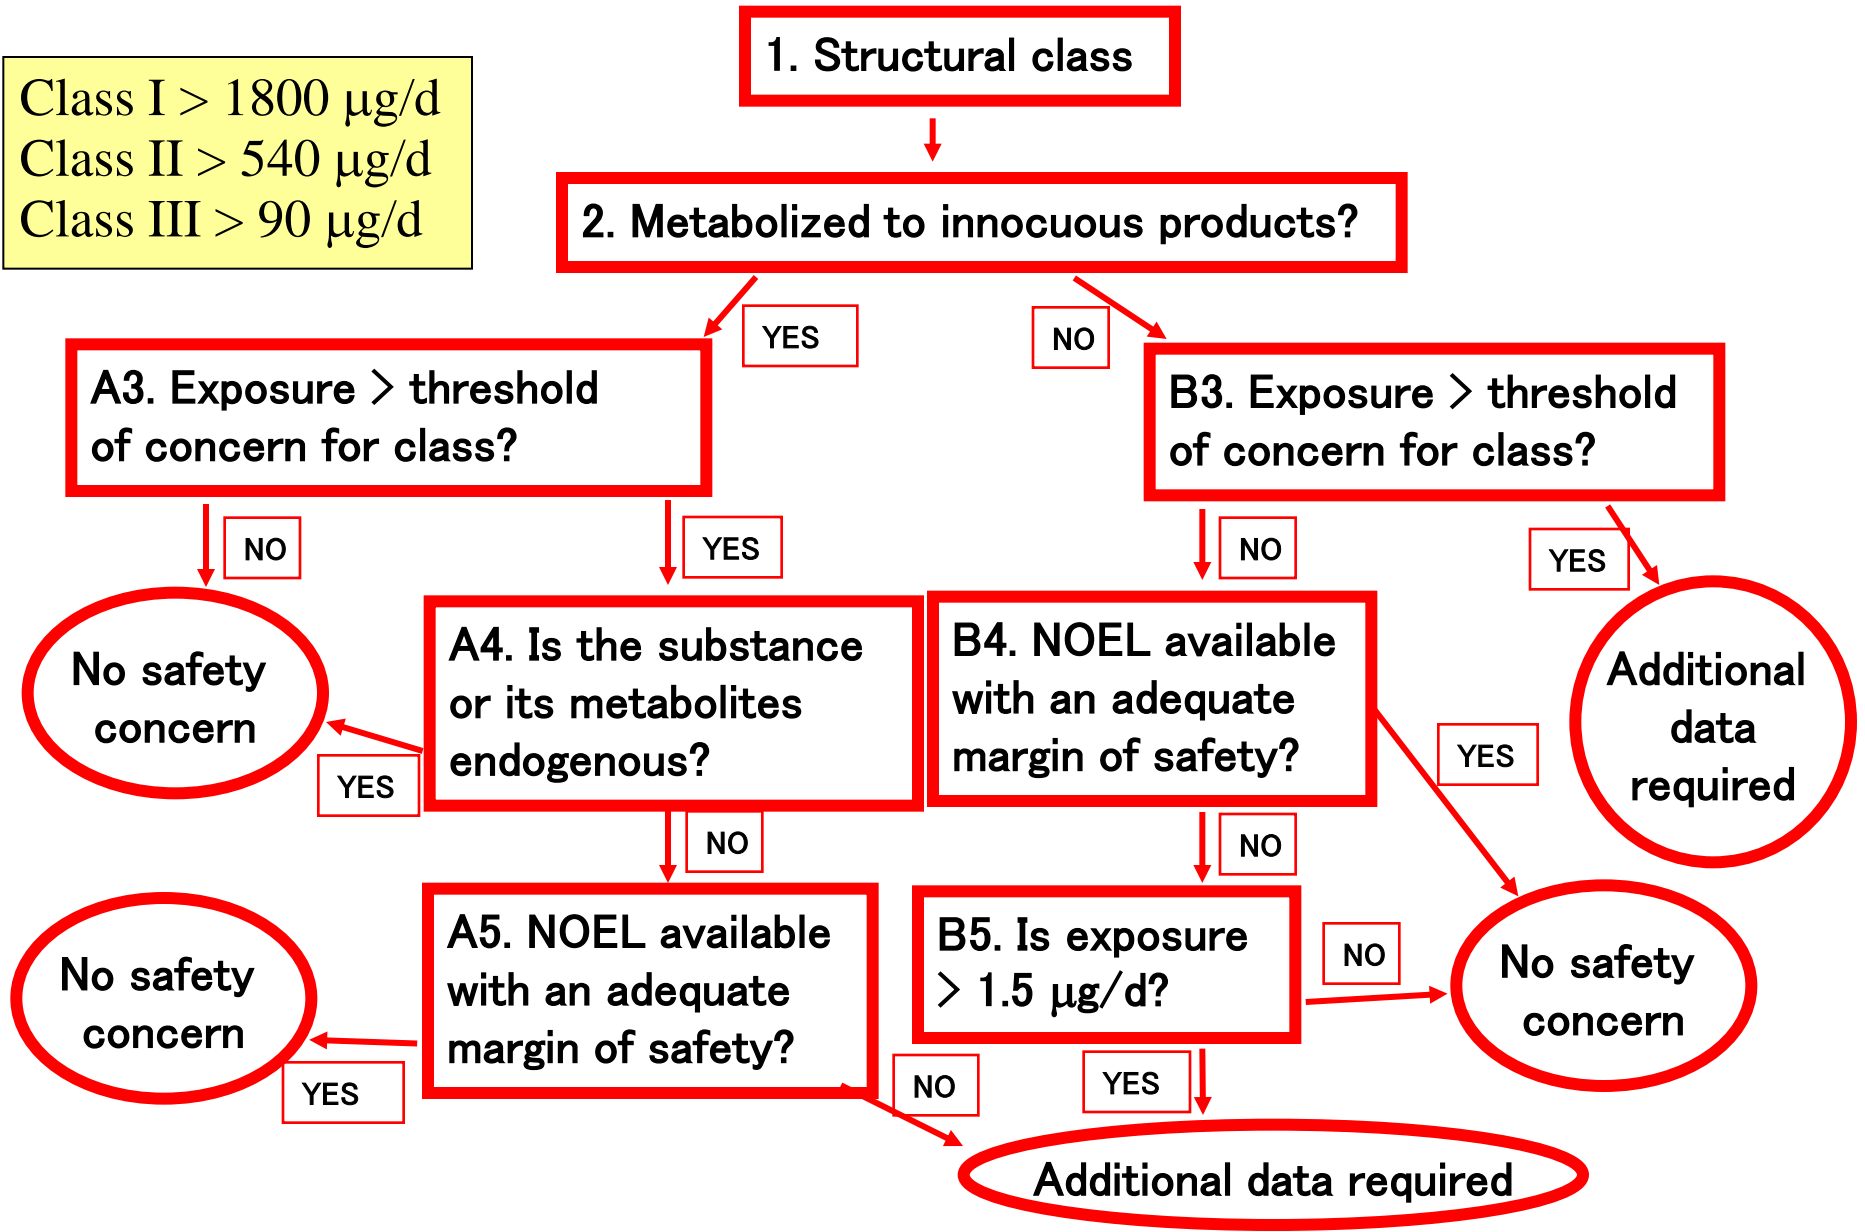 1. Structural class
Class I > 1800 μg/d
Class II > 540 μg/d
Class III > 90 μg/d
2. Metabolized to innocuous products?
YES
NO
A3. Exposure > threshold
of concern for class?
B3. Exposure > threshold
of concern for class?
NO
YES
NO
YES
No safety
concern
A4. Is the substance
or its metabolites
endogenous?
B4. NOEL available
with an adequate
margin of safety?
Additional
data
required
YES
YES
NO
NO
No safety
concern
A5. NOEL available
with an adequate
margin of safety?
B5. Is exposure
> 1.5 μg/d?
NO
No safety
concern
YES
NO
YES
Additional data required